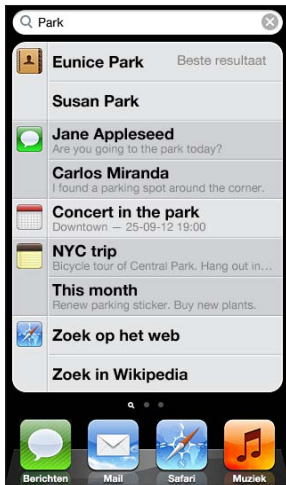 Park
Eunice Park Beste resultaat
Susan Park
Jane Appleseed
Are you going to the park today?
Carlos Miranda
I found a parking spot around the corner.
Concert in the park
Downtown — 25-09-12 19:00
NYC trip
Bicycle tour of Central Park. Hang out in…
This month
Renew parking sticker. Buy new plants.
Zoek op het web
Zoek in Wikipedia
Berichten Mail Safari Muziek